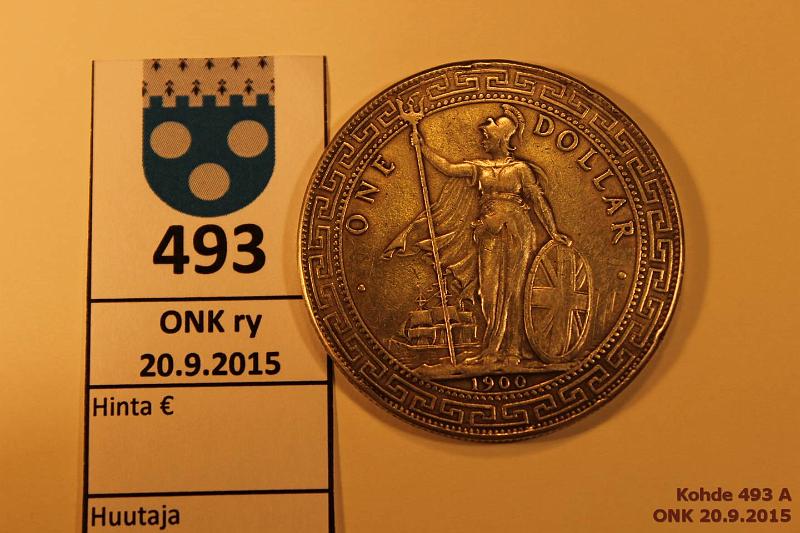 493
ONK ry
20.9.2015
Hinta €
Huutaja
ONE DOLLAR
1900
Kohde 493 A
ONK 20.9.2015